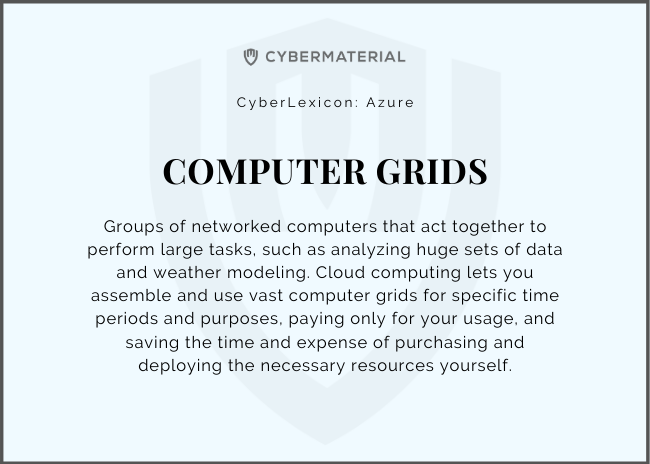 CYBERMATERIAL
CyberLexicon: Azure
COMPUTER GRIDS
Groups of networked computers that act together to
perform large tasks, such as analyzing huge sets of data
and weather modeling. Cloud computing lets you
assemble and use vast computer grids for specific time
periods and purposes, paying only for your usage, and
saving the time and expense of purchasing and
deploying the necessary resources yourself.